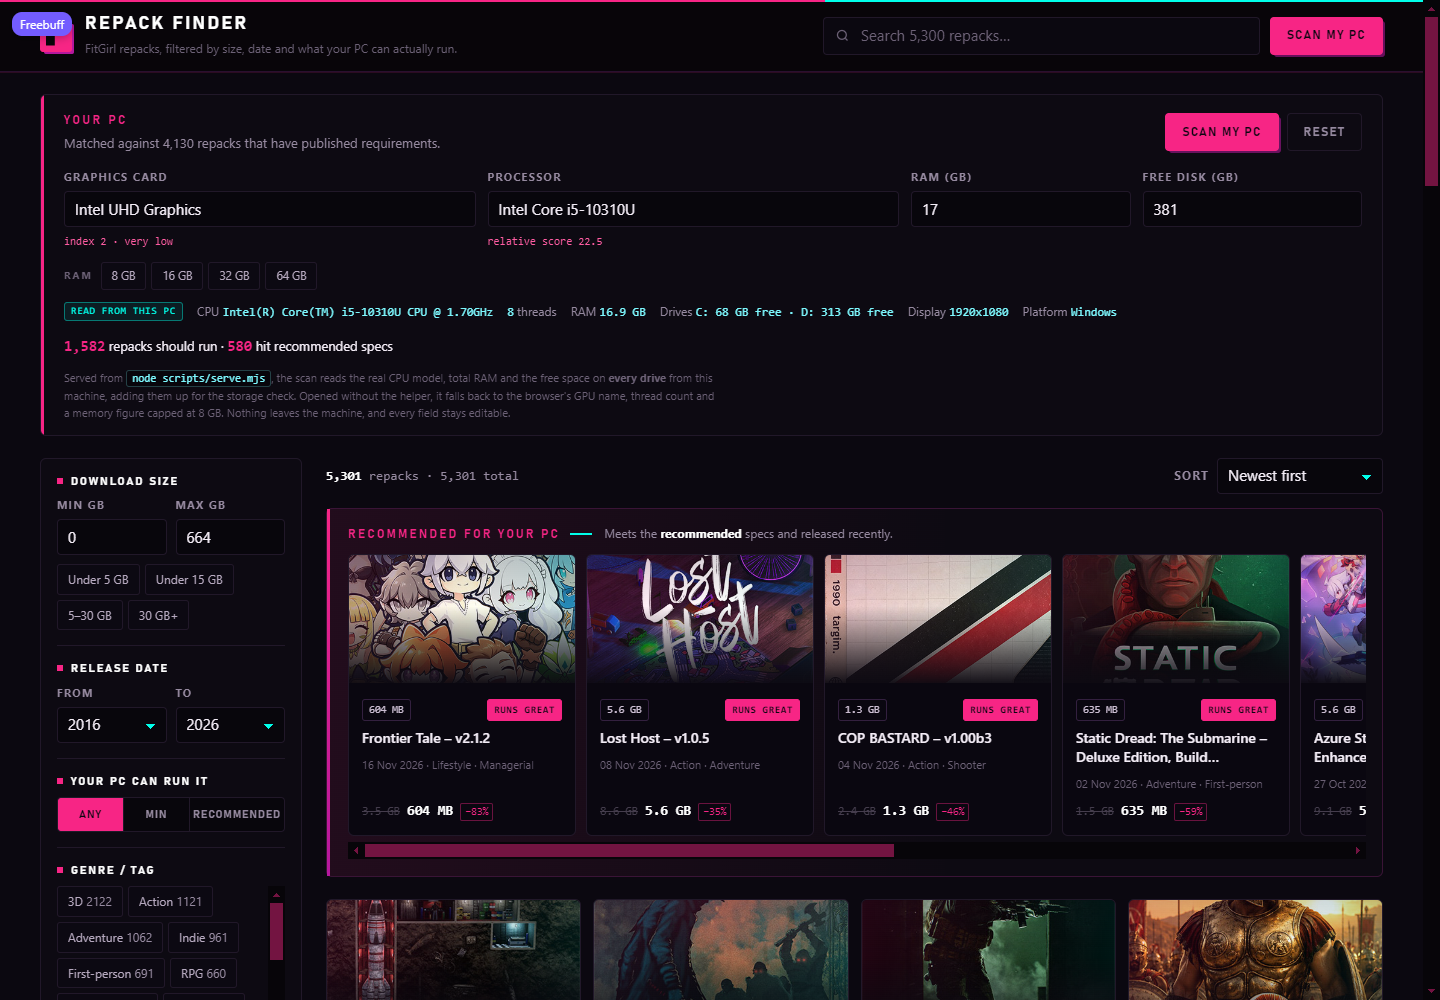 Freebuff
REPACK FINDER
FitGirl repacks, filtered by size, date and what your PC can actually run.
Search 5,300 repacks...
SCAN MY PC
YOUR PC
Matched against 4,130 repacks that have published requirements.
SCAN MY PC
RESET
GRAPHICS CARD
PROCESSOR
RAM (GB)
FREE DISK (GB)
Intel UHD Graphics
Intel Core i5-10310U
17
381
index 2 · very low
relative score 22.5
RAM
8 GB
16 GB
32 GB
64 GB
READ FROM THIS PC
CPU Intel(R) Core(TM) i5-10310U CPU @ 1.70GHz
8 threads
RAM 16.9 GB
Drives C: 68 GB free · D: 313 GB free
Display 1920x1080
Platform Windows
1,582 repacks should run · 580 hit recommended specs
Served from node scripts/serve.mjs, the scan reads the real CPU model, total RAM and the free space on every drive from this
machine, adding them up for the storage check. Opened without the helper, it falls back to the browser's GPU name, thread count and
a memory figure capped at 8 GB. Nothing leaves the machine, and every field stays editable.
DOWNLOAD SIZE
MIN GB
MAX GB
0
664
Under 5 GB
Under 15 GB
5–30 GB
30 GB+
RELEASE DATE
FROM
TO
2016
2026
YOUR PC CAN RUN IT
ANY
MIN
RECOMMENDED
GENRE / TAG
3D 2122
Action 1121
Adventure 1062
Indie 961
First-person 691
RPG 660
5,301 repacks · 5,301 total
SORT
Newest first
RECOMMENDED FOR YOUR PC
Meets the recommended specs and released recently.
604 MB
RUNS GREAT
Frontier Tale – v2.1.2
16 Nov 2026 · Lifestyle · Managerial
3.5 GB 604 MB -83%
Lost Host
5.6 GB
RUNS GREAT
Lost Host – v1.0.5
08 Nov 2026 · Action · Adventure
8.6 GB 5.6 GB -35%
1990 targim.
1.3 GB
RUNS GREAT
COP BASTARD – v1.00b3
04 Nov 2026 · Action · Shooter
2.4 GB 1.3 GB -46%
STATIC
635 MB
RUNS GREAT
Static Dread: The Submarine –
Deluxe Edition, Build...
02 Nov 2026 · Adventure · First-person
1.5 GB 635 MB -59%
5.6 GB
Azure St
Enhance
27 Oct 202
9.1 GB 5